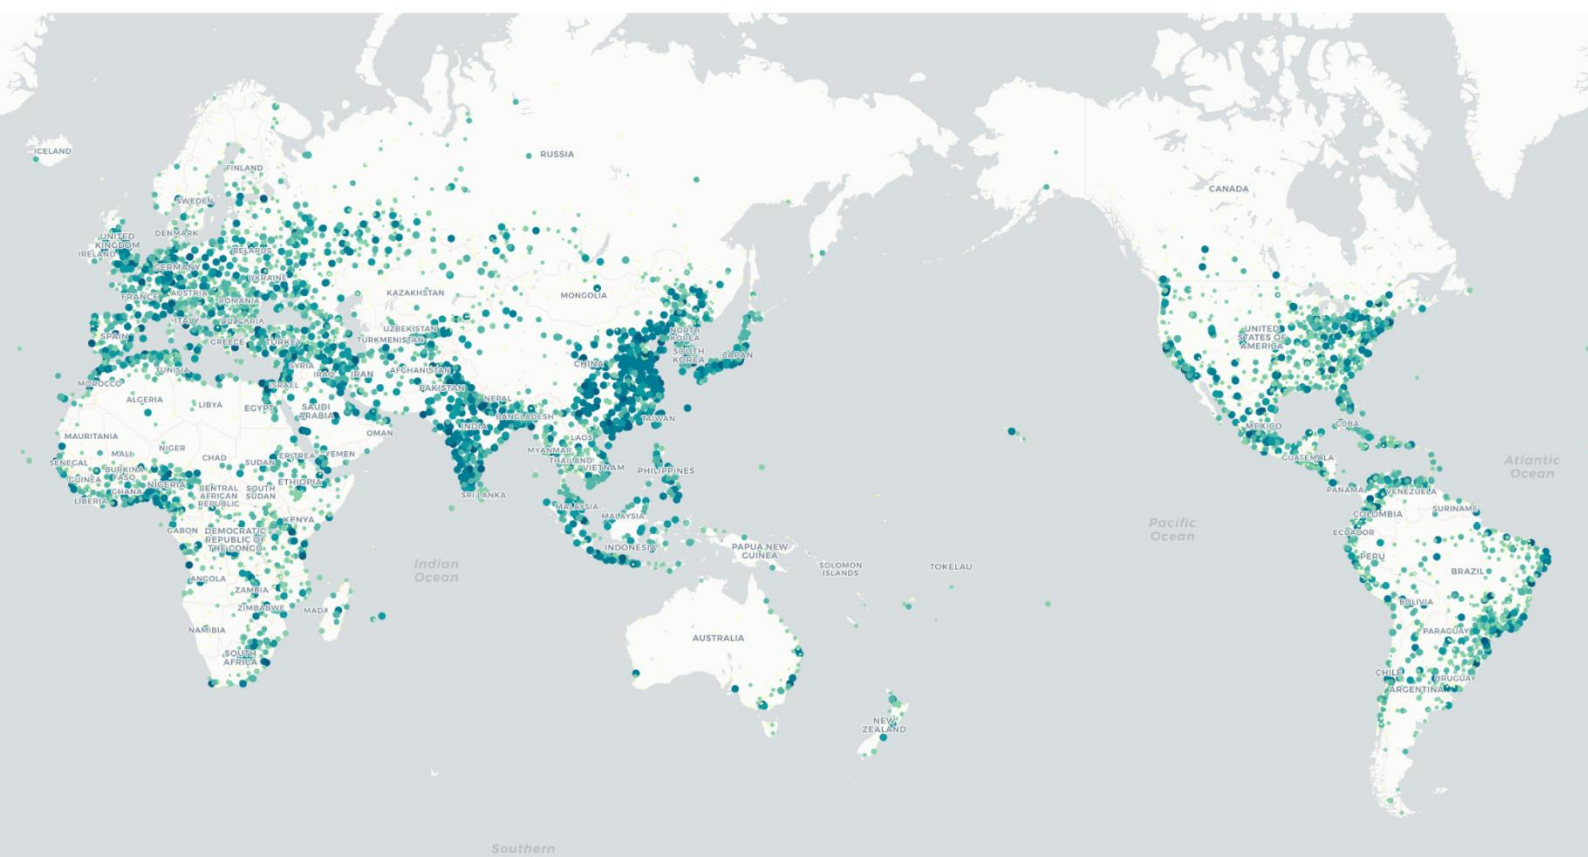 ICELAND
RUSSIA
FINLAND
CANADA
SWEDEN
DENMARK
UNITED
KINGDOM
IRELAND
BELARUS
GERMANY
UKRAINE
FRANCE
AUSTRIA
ROMANIA
KAZAKHSTAN
MONGOLIA
ITALY
BULGARIA
UZBEKISTAN
TURKMENISTAN
NORTH
KOREA
UNITED
STATES OF
AMERICA
SPAIN
GREECE
TURKEY
SOUTH
KOREA
JAPAN
TUNISIA
SYRIA
IRAQ
IRAN
AFGHANISTAN
CHINA
MOROCCO
ISRAEL
PAKISTAN
ALGERIA
LIBYA
EGYPT
SAUDI
ARABIA
NEPAL
BANGLADESH
TAIWAN
MAURITANIA
OMAN
INDIA
LAOS
MEXICO
CUBA
NIGER
MALI
CHAD
SUDAN
ERITREA
YEMEN
MYANMAR
THAILAND
VIETNAM
PHILIPPINES
GUATEMALA
Atlantic
Ocean
SENEGAL
BURKINA
FASO
GUINEA
GHANA
NIGERIA
ETHIOPIA
LIBERIA
CENTRAL
AFRICAN
REPUBLIC
SOUTH
SUDAN
SRI LANKA
PANAMA
VENEZUELA
MALAYSIA
MALAYSIA
COLOMBIA
SURINAME
GABON
DEMOCRATIC
REPUBLIC OF
THE CONGO
KENYA
INDONESIA
PAPUA NEW
GUINEA
Pacific
Ocean
ECUADOR
PERU
Indian
Ocean
SOLOMON
ISLANDS
TOKELAU
BRAZIL
ANGOLA
ZAMBIA
ZIMBABWE
MADA
BOLIVIA
NAMIBIA
AUSTRALIA
PARAGUAY
SOUTH
AFRICA
CHILE
URUGUAY
ARGENTINA
NEW
ZEALAND
Southern